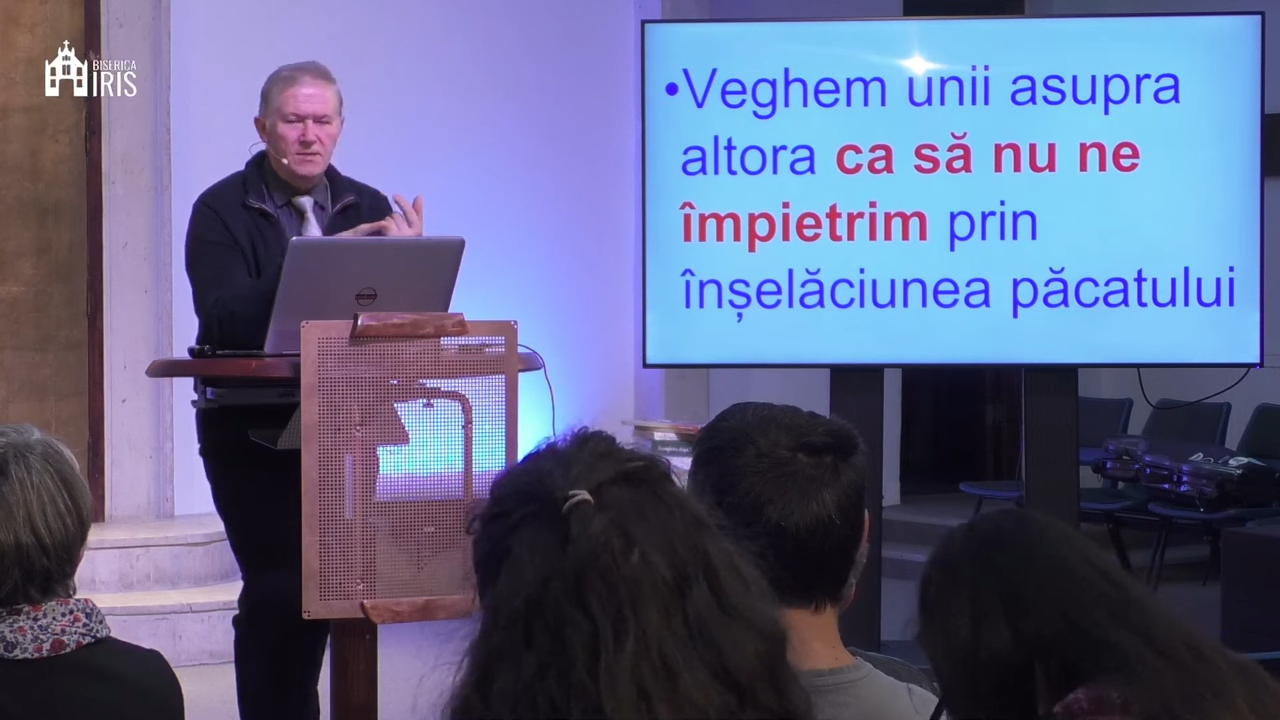 BISERICA
IRIS
•Veghem unii asupra
altora ca să nu ne
împietrim prin
înșelăciunea păcatului